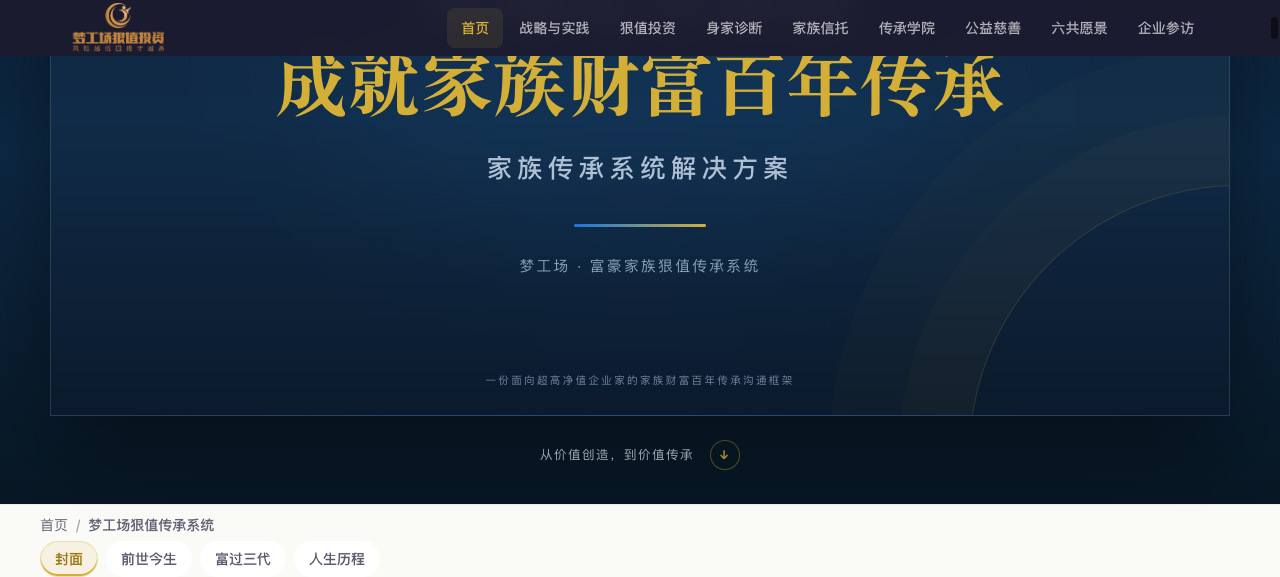 梦工场狠值投资
首页 战略与实践 狠值投资 身家诊断 家族信托 传承学院 公益慈善 六共愿景 企业参访
成就家族财富百年传承
家族传承系统解决方案
梦工场 · 富豪家族狠值传承系统
一份面向超高净值企业家的家族财富百年传承沟通框架
从价值创造，到价值传承
首页 / 梦工场狠值传承系统
封面 前世今生 富过三代 人生历程